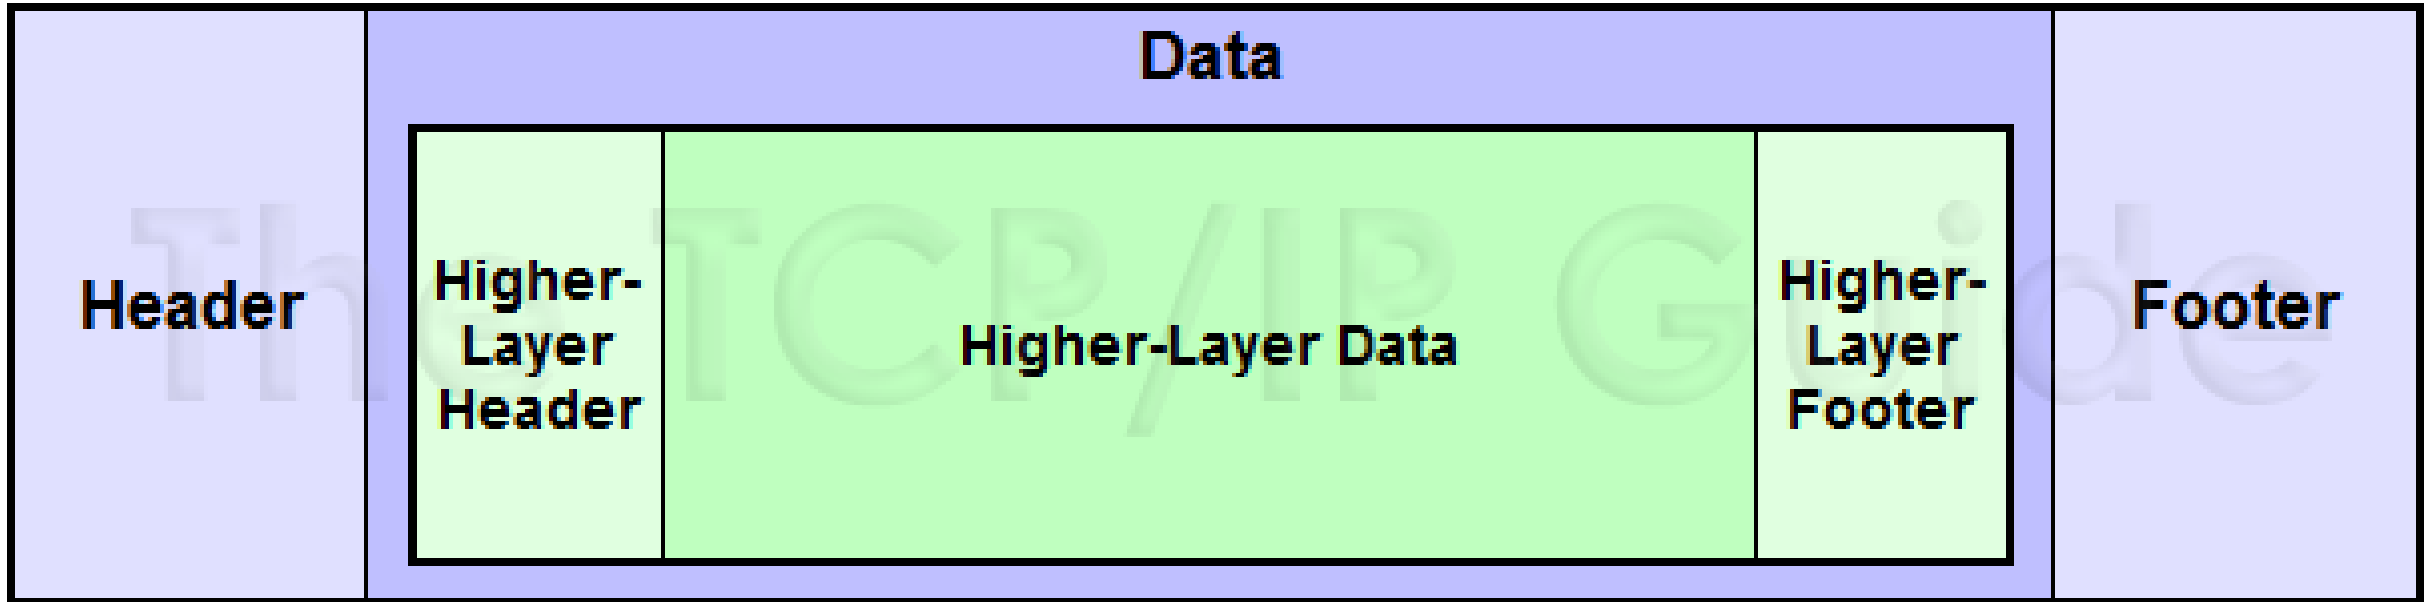 Data
Header
Higher-
Layer
Header
Higher-Layer Data
Higher-
Layer
Footer
Footer
The TCP/IP Guide